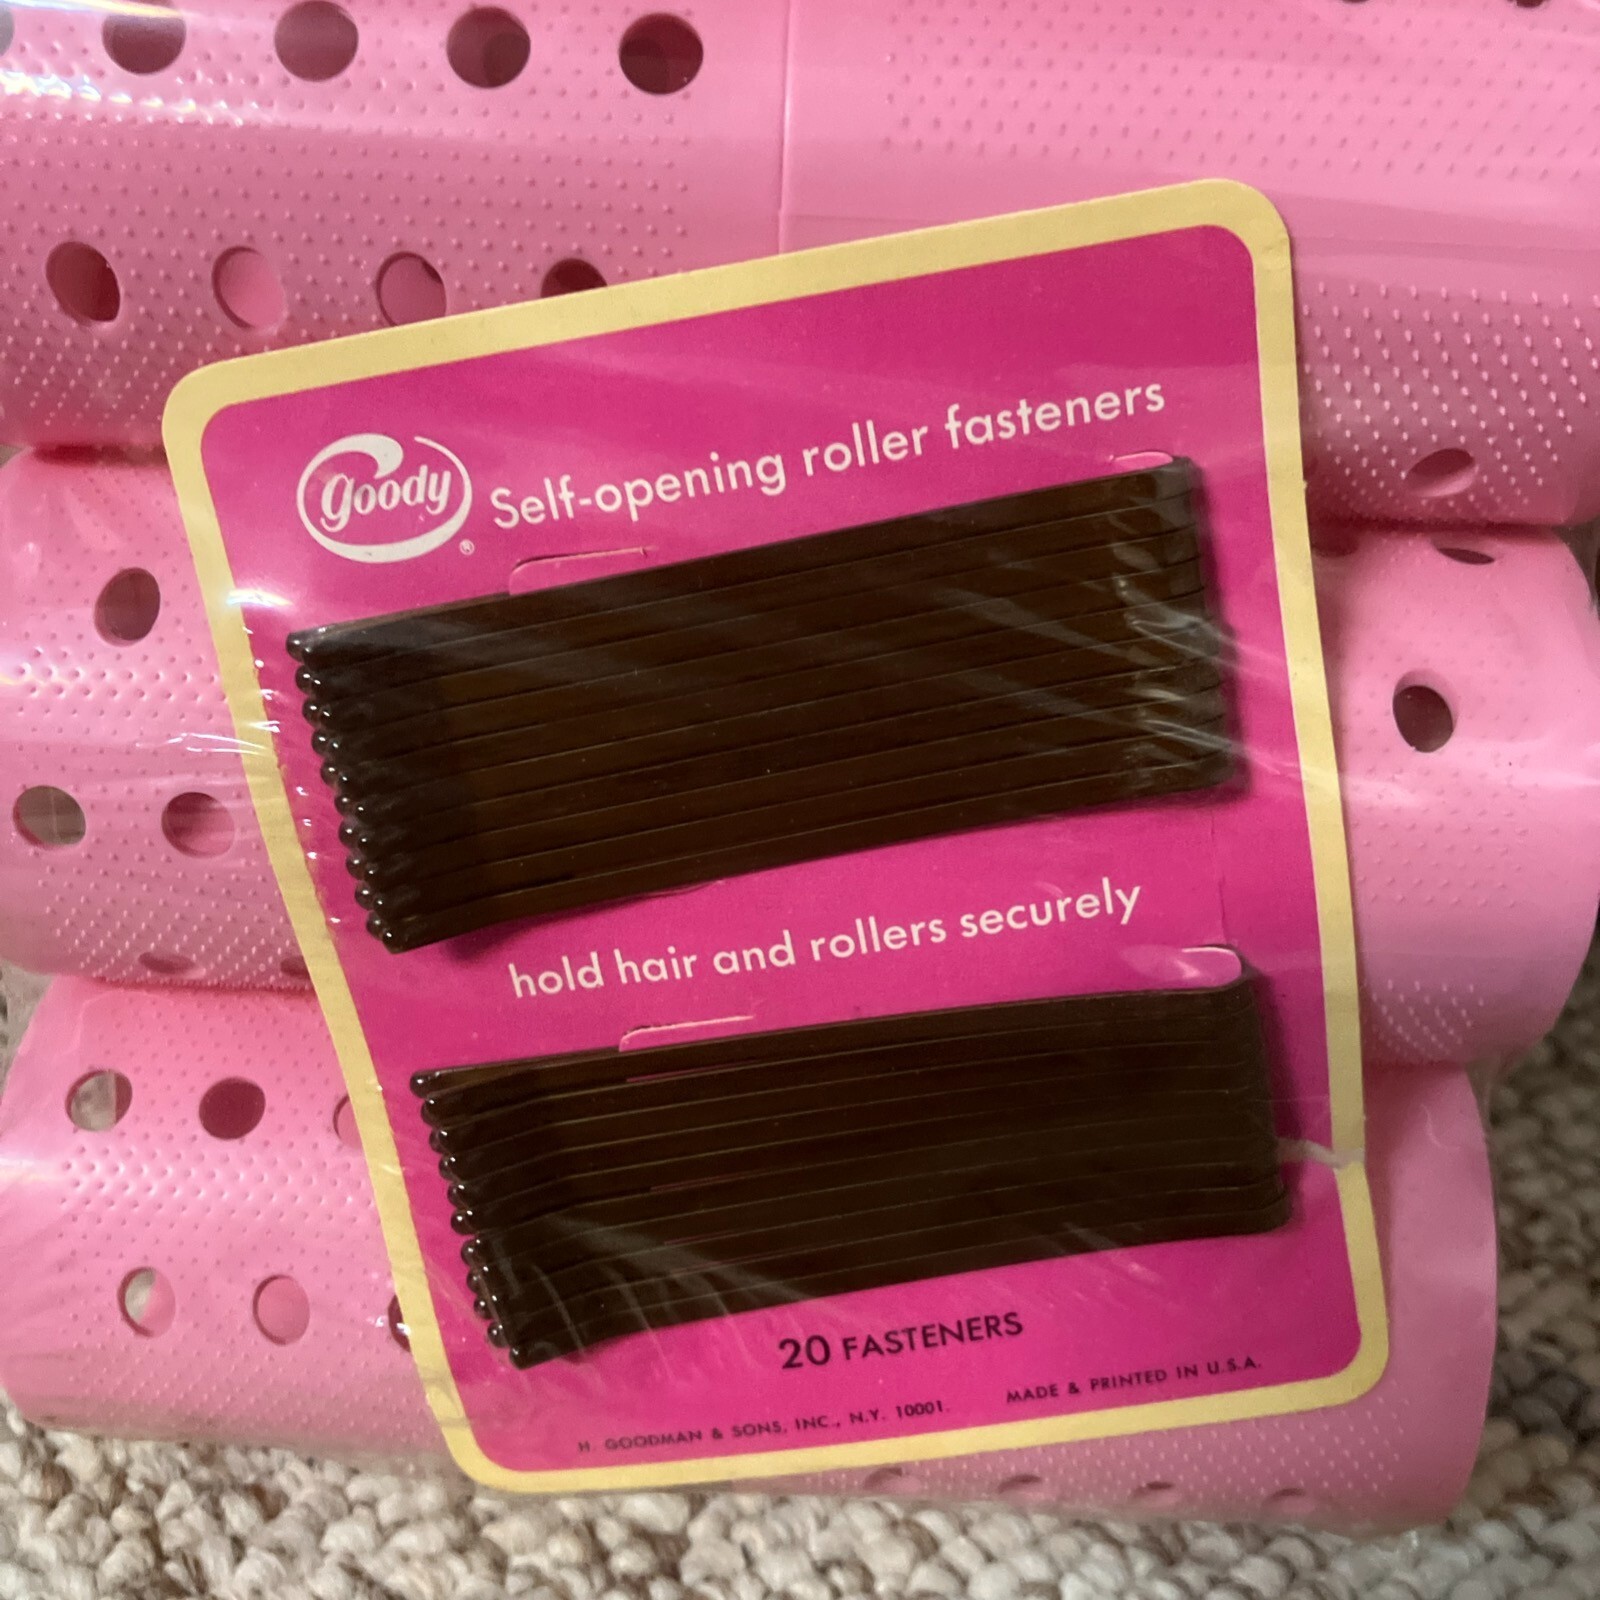 goody®
Self-opening roller fasteners
hold hair and rollers securely
20 FASTENERS
H. GOODMAN & SONS, INC., N.Y. 10001.
MADE & PRINTED IN U.S.A.